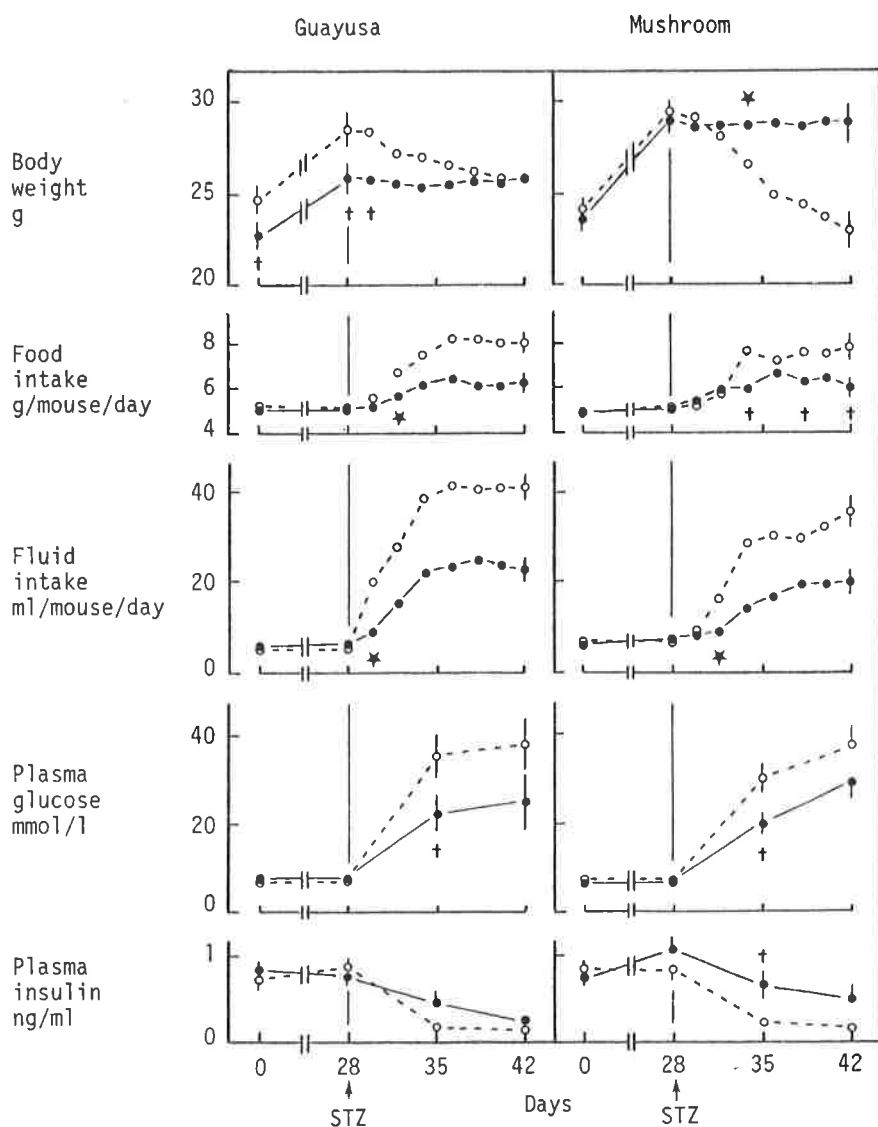 Guayusa Mushroom
30
25
20
Body
weight
g
†
† †
★
8
6
4
Food
intake
g/mouse/day
★
† † †
40
20
0
Fluid
intake
ml/mouse/day
★
★
40
20
0
Plasma
glucose
mmol/l
†
†
1
0
Plasma
insulin
ng/ml
†
0 28 35 42 0 28 35 42
Days
STZ STZ